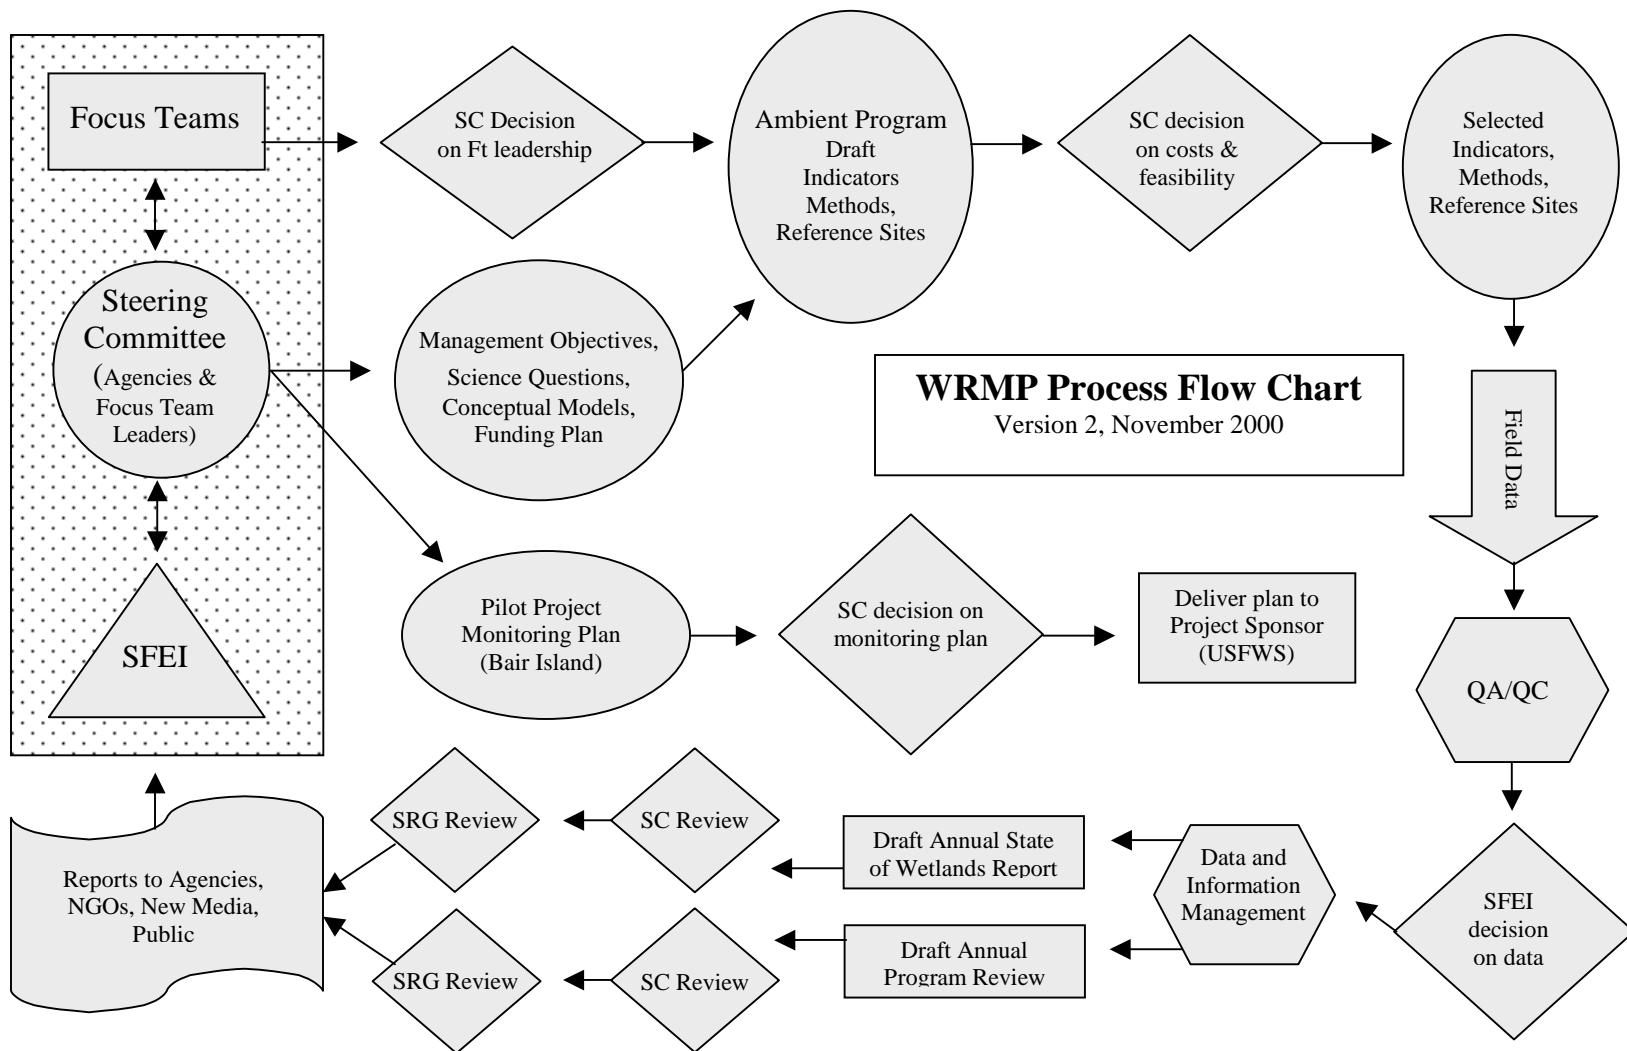 Focus Teams
SC Decision
on Ft leadership
Ambient Program
Draft
Indicators
Methods,
Reference Sites
SC decision
on costs &
feasibility
Selected
Indicators,
Methods,
Reference Sites
Steering
Committee
(Agencies &
Focus Team
Leaders)
Management Objectives,
Science Questions,
Conceptual Models,
Funding Plan
WRMP Process Flow Chart
Version 2, November 2000
Field Data
SFEI
Pilot Project
Monitoring Plan
(Bair Island)
SC decision on
monitoring plan
Deliver plan to
Project Sponsor
(USFWS)
QA/QC
Reports to Agencies,
NGOs, New Media,
Public
SRG Review
SC Review
Draft Annual State
of Wetlands Report
Data and
Information
Management
SFEI
decision
on data
SRG Review
SC Review
Draft Annual
Program Review